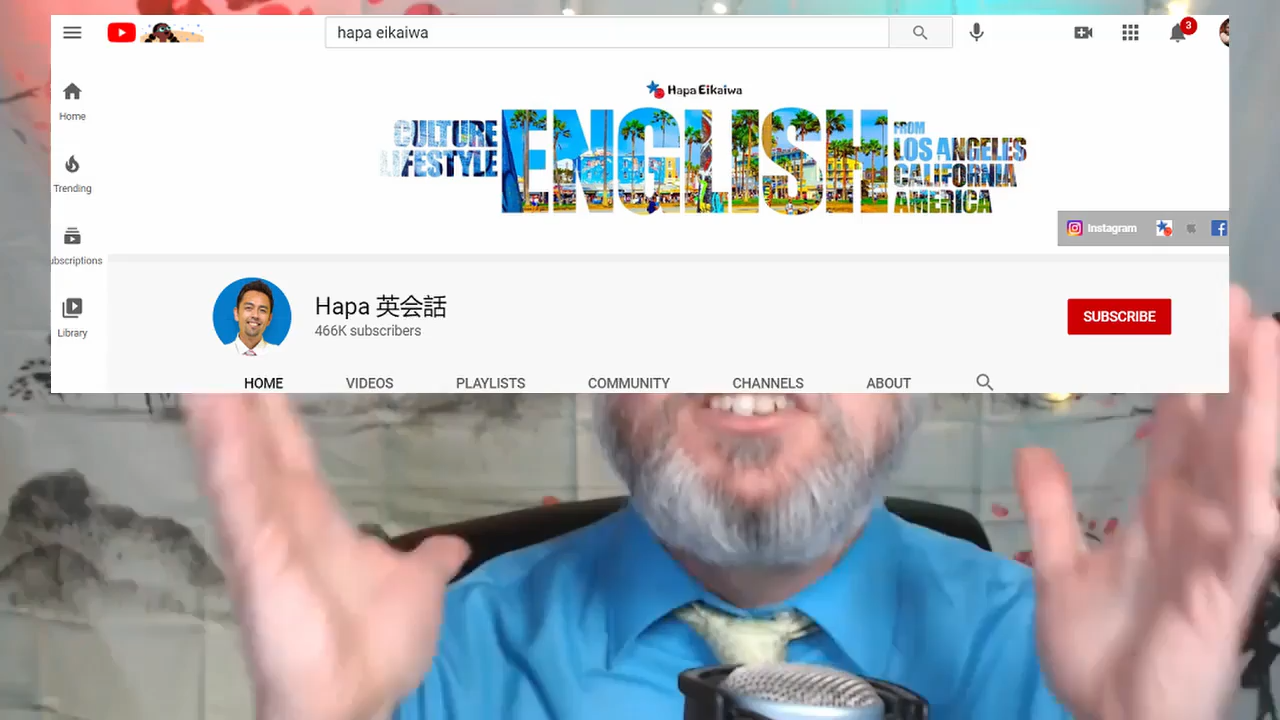 hapa eikaiwa
3
Home
Trending
ubscriptions
Library
Hapa Eikaiwa
CULTURE
LIFESTYLE
ENGLISH
FROM
LOS ANGELES
CALIFORNIA
AMERICA
Instagram
Hapa 英会話
466K subscribers
SUBSCRIBE
HOME VIDEOS PLAYLISTS COMMUNITY CHANNELS ABOUT